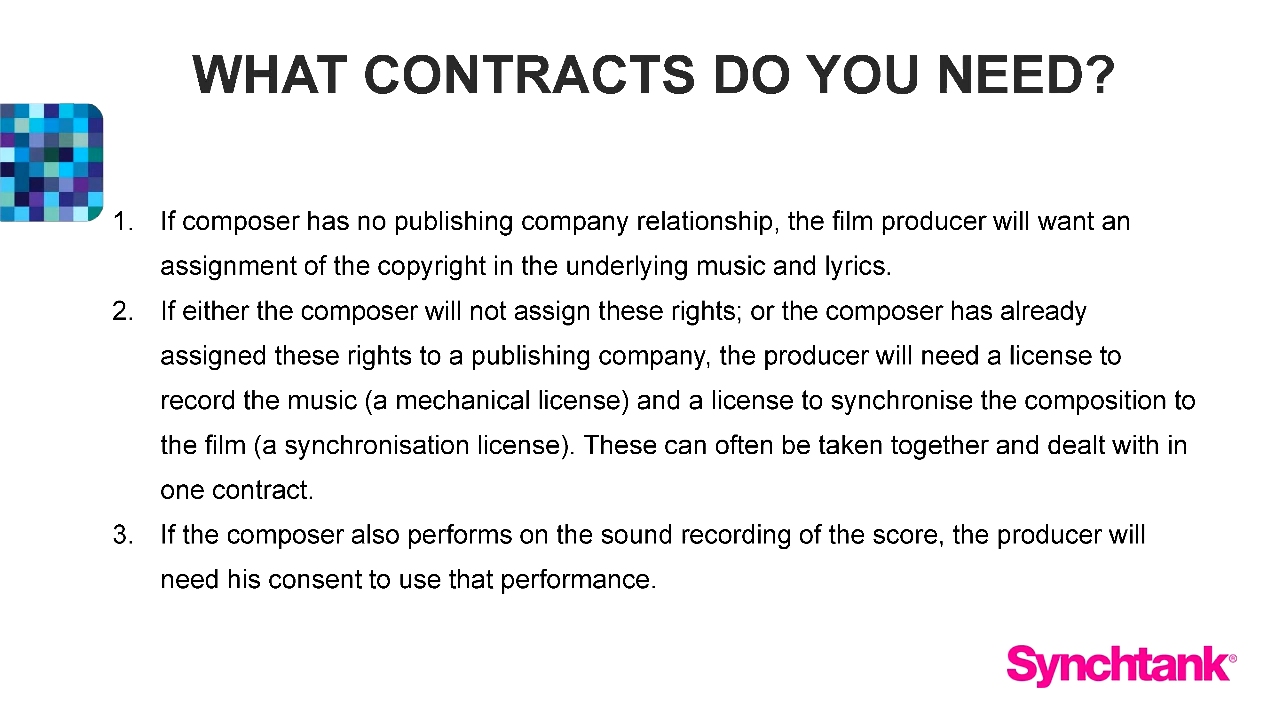 WHAT CONTRACTS DO YOU NEED?
1. If composer has no publishing company relationship, the film producer will want an
assignment of the copyright in the underlying music and lyrics.
2. If either the composer will not assign these rights; or the composer has already
assigned these rights to a publishing company, the producer will need a license to
record the music (a mechanical license) and a license to synchronise the composition to
the film (a synchronisation license). These can often be taken together and dealt with in
one contract.
3. If the composer also performs on the sound recording of the score, the producer will
need his consent to use that performance.
Synchtank®